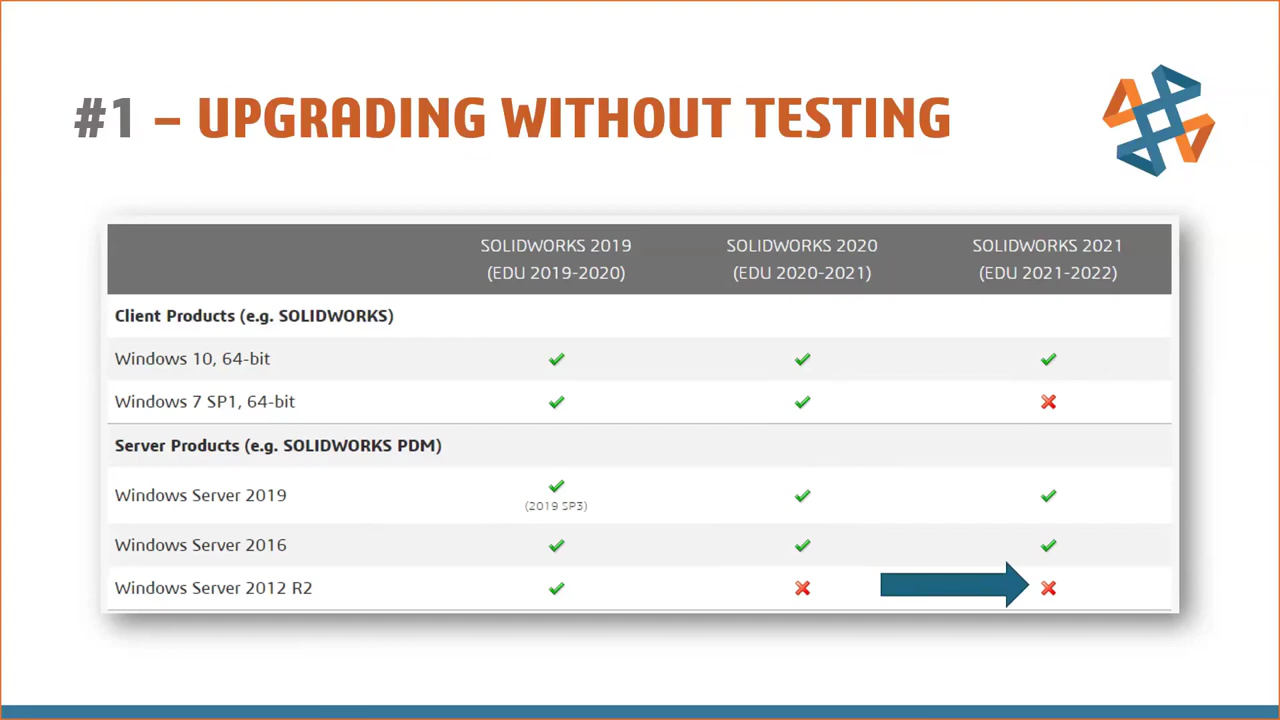 #1 – UPGRADING WITHOUT TESTING
SOLIDWORKS 2019 SOLIDWORKS 2020 SOLIDWORKS 2021
(EDU 2019-2020) (EDU 2020-2021) (EDU 2021-2022)
Client Products (e.g. SOLIDWORKS)
Windows 10, 64-bit
Windows 7 SP1, 64-bit
Server Products (e.g. SOLIDWORKS PDM)
Windows Server 2019
(2019 SP3)
Windows Server 2016
Windows Server 2012 R2